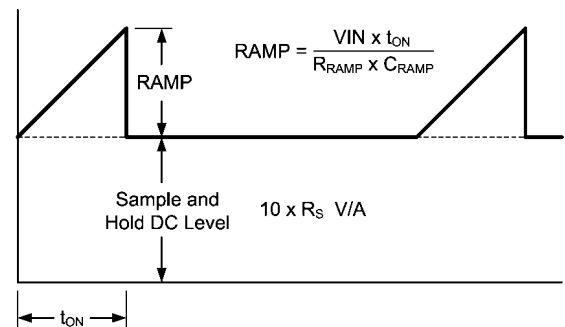 RAMP = VIN x tON / RRAMP x CRAMP
RAMP
Sample and
Hold DC Level
10 x RS V/A
tON